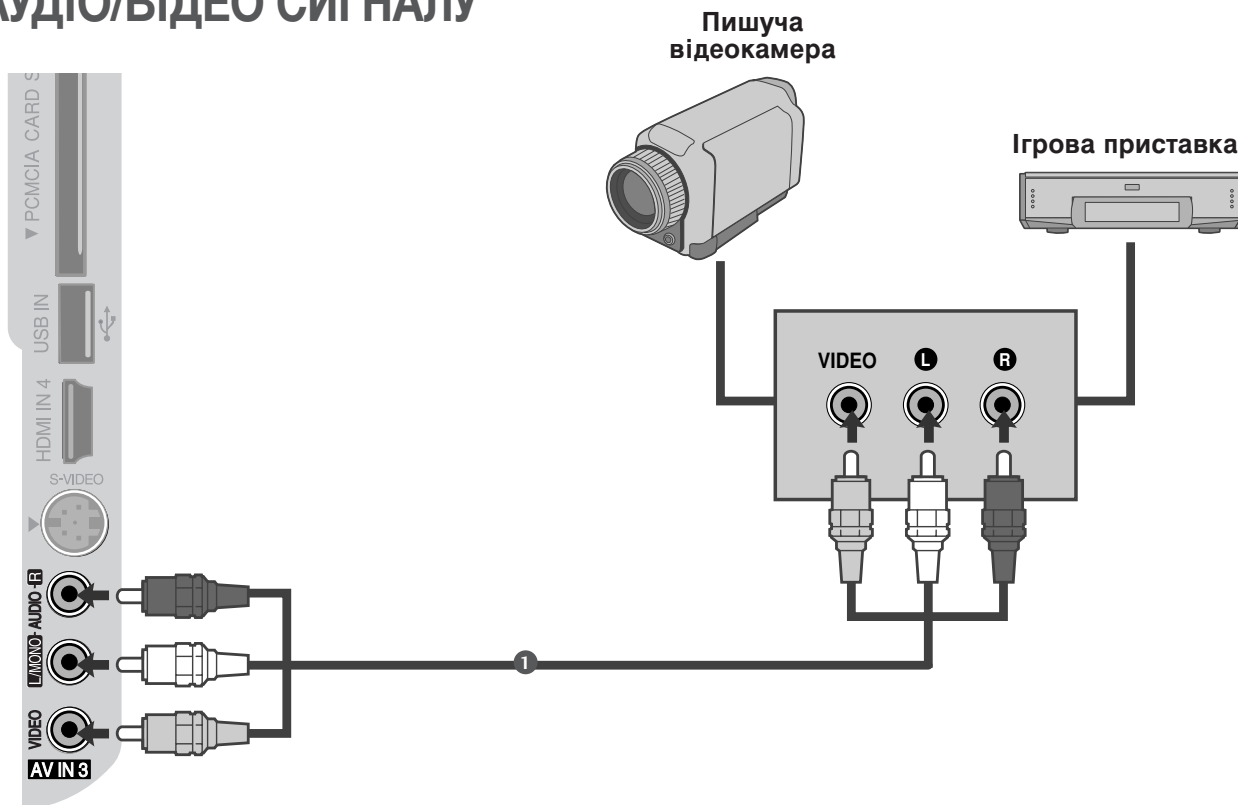 АУДІО/ВІДЕО СИГНАЛУ
Пишуча
відеокамера
Ігрова приставка
VIDEO L R
PCMCIA CARD
USB IN
HDMI IN 4
S-VIDEO
L/MONO - AUDIO - R
VIDEO
AV IN 3
1